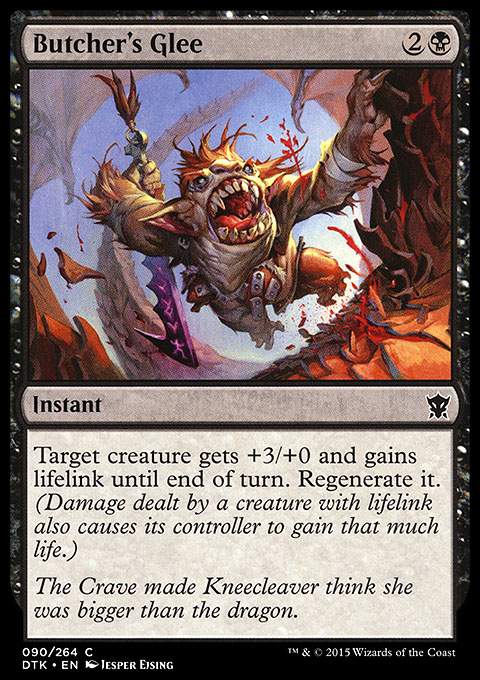 Butcher's Glee 2
Instant
Target creature gets +3/+0 and gains
lifelink until end of turn. Regenerate it.
(Damage dealt by a creature with lifelink
also causes its controller to gain that much
life.)
The Crave made Kneecleaver think she
was bigger than the dragon.
090/264 C
DTK • EN Jesper Ejsing
™ & © 2015 Wizards of the Coast